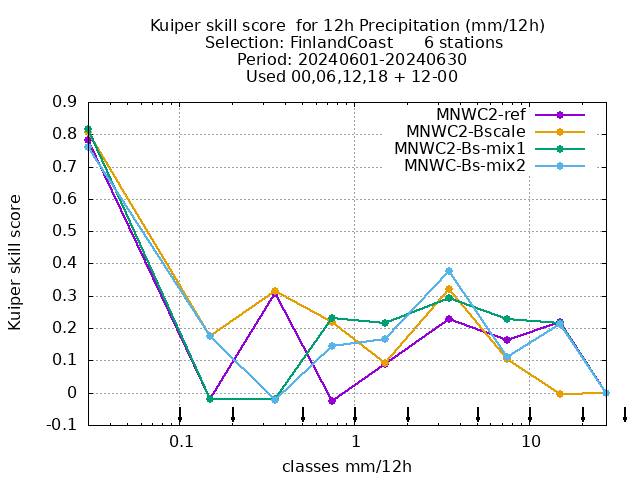 Kuiper skill score  for 12h Precipitation (mm/12h)
Selection: FinlandCoast      6 stations
Period: 20240601-20240630
Used 00,06,12,18 + 12-00
MNWC2-ref
MNWC2-Bscale
MNWC2-Bs-mix1
MNWC-Bs-mix2
Kuiper skill score
0.9
0.8
0.7
0.6
0.5
0.4
0.3
0.2
0.1
0
-0.1
0.1
1
10
classes mm/12h